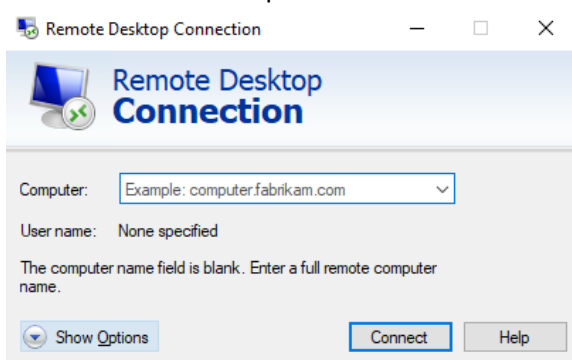 Remote Desktop Connection
Remote Desktop
Connection
Computer: Example: computer.fabrikam.com
User name: None specified
The computer name field is blank. Enter a full remote computer
name.
Show Options Connect Help